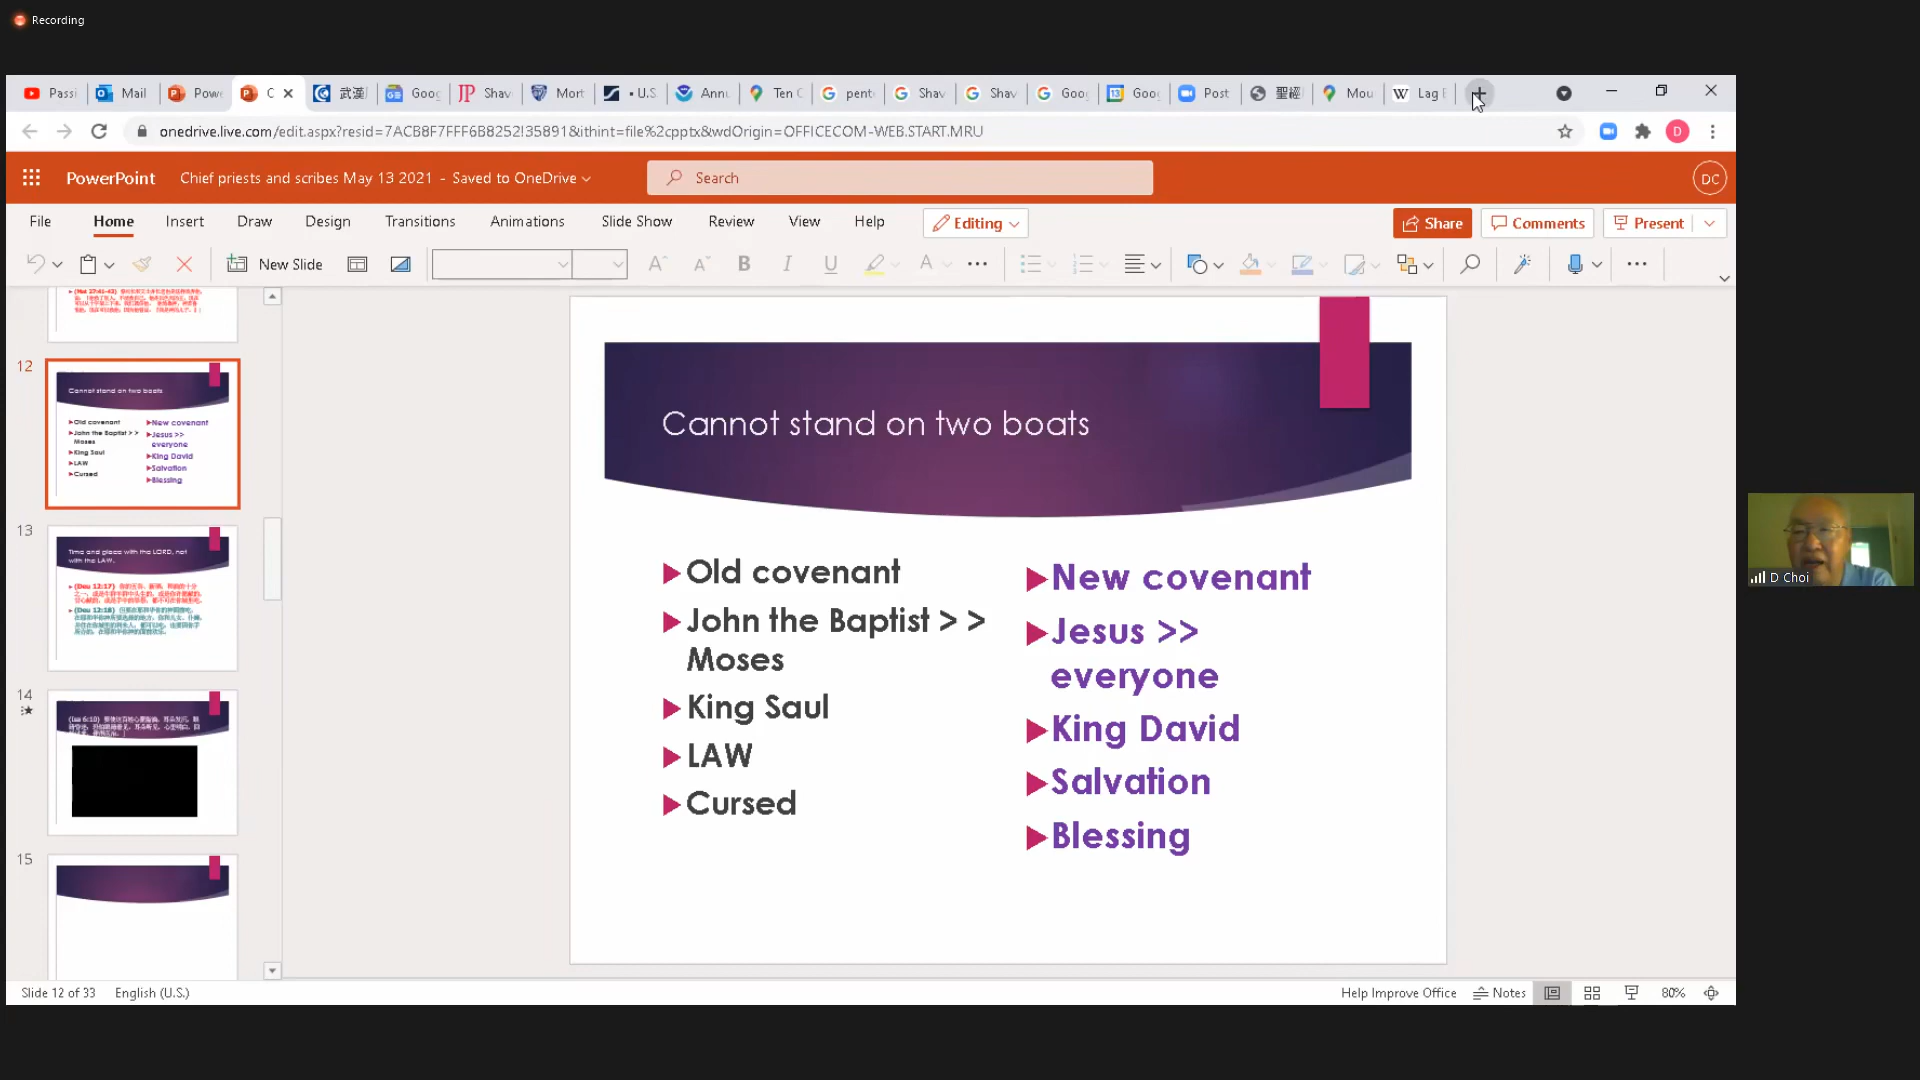 Recording
Passi
Mail
Powe
C
武漢
Goog
Shav
Mort
• U.S.
Annu
Ten C
pent
Shav
Shav
Goog
Goo
Post
聖經
Mou
Lag B
onedrive.live.com/edit.aspx?resid=7ACB8F7FFF6B8252!35891&ithint=file%2cpptx&wdOrigin=OFFICECOM-WEB.START.MRU
D
PowerPoint
Chief priests and scribes May 13 2021 - Saved to OneDrive
Search
DC
File
Home
Insert
Draw
Design
Transitions
Animations
Slide Show
Review
View
Help
Editing
Share
Comments
Present
New Slide
12
Cannot stand on two boats
Old covenant
John the Baptist > >
Moses
King Saul
LAW
Cursed
New covenant
Jesus >>
everyone
King David
Salvation
Blessing
13
Time and place with the LORD, not
with the LAW.
(Deu 12:17)
(Deu 12:18)
14
(Isa 6:10)
15
Cannot stand on two boats
Old covenant
John the Baptist > >
Moses
King Saul
LAW
Cursed
New covenant
Jesus >>
everyone
King David
Salvation
Blessing
D Choi
Slide 12 of 33
English (U.S.)
Help Improve Office
Notes
80%